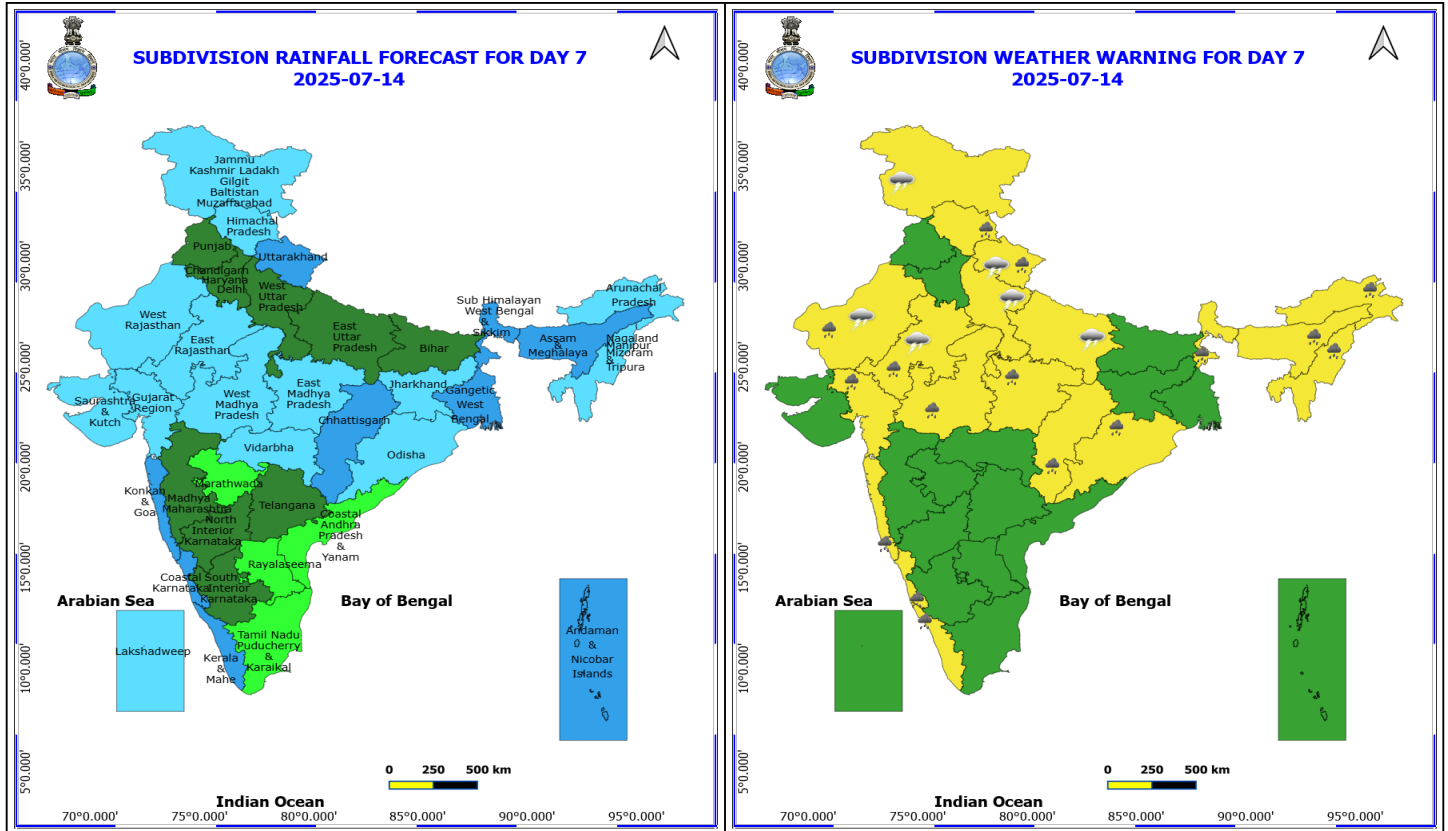 SUBDIVISION RAINFALL FORECAST FOR DAY 7
2025-07-14
40°0.000'
35°0.000'
30°0.000'
25°0.000'
20°0.000'
15°0.000'
10°0.000'
5°0.000'
Jammu
Kashmir Ladakh
Gilgit
Baltistan
Muzaffarabad
Himachal
Pradesh
Punjab
Uttarakhand
Chandigarh
Haryana
Delhi
West
Uttar
Pradesh
West
Rajasthan
East
Rajasthan
East
Uttar
Pradesh
Bihar
Sub Himalayan
West Bengal
&
Sikkim
Arunachal
Pradesh
Assam
&
Meghalaya
Nagaland
Manipur
Mizoram
&
Tripura
Saurashtra
&
Kutch
Gujarat
Region
West
Madhya
Pradesh
East
Madhya
Pradesh
Jharkhand
Gangetic
West
Bengal
Chhattisgarh
Odisha
Vidarbha
Marathwada
Konkan
&
Goa
Madhya
Maharashtra
North
Interior
Karnataka
Telangana
Coastal
Andhra
Pradesh
&
Yanam
Rayalaseema
Coastal
Karnataka
South
Interior
Karnataka
Arabian Sea
Bay of Bengal
Lakshadweep
Kerala
&
Mahe
Tamil Nadu
Puducherry
&
Karaikal
Andaman
&
Nicobar
Islands
0 250 500 km
Indian Ocean
70°0.000' 75°0.000' 80°0.000' 85°0.000' 90°0.000' 95°0.000'
SUBDIVISION WEATHER WARNING FOR DAY 7
2025-07-14
40°0.000'
35°0.000'
30°0.000'
25°0.000'
20°0.000'
15°0.000'
10°0.000'
5°0.000'
Arabian Sea
Bay of Bengal
0 250 500 km
Indian Ocean
70°0.000' 75°0.000' 80°0.000' 85°0.000' 90°0.000' 95°0.000'